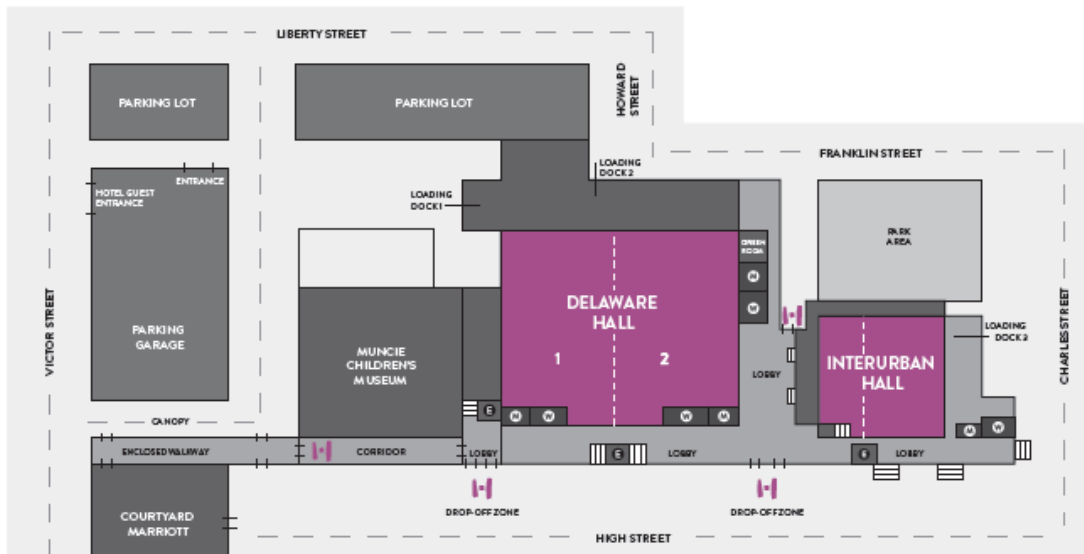 LIBERTY STREET
PARKING LOT
PARKING LOT
HOWARD
STREET
FRANKLIN STREET
LOADING
DOCK 2
ENTRANCE
HOTEL GUEST
ENTRANCE
LOADING
DOCK 1
PARK
AREA
GREEN
ROOM
M
W
DELAWARE
HALL
1
2
VICTOR STREET
PARKING
GARAGE
MUNCIE
CHILDREN'S
MUSEUM
LOBBY
INTERURBAN
HALL
LOADING
DOCK 3
CHARLES STREET
E
M
W
W
M
CANOPY
M
W
ENCLOSED WALKWAY
CORRIDOR
LOBBY
E
LOBBY
E
LOBBY
COURTYARD
MARRIOTT
DROP-OFF ZONE
DROP-OFF ZONE
HIGH STREET